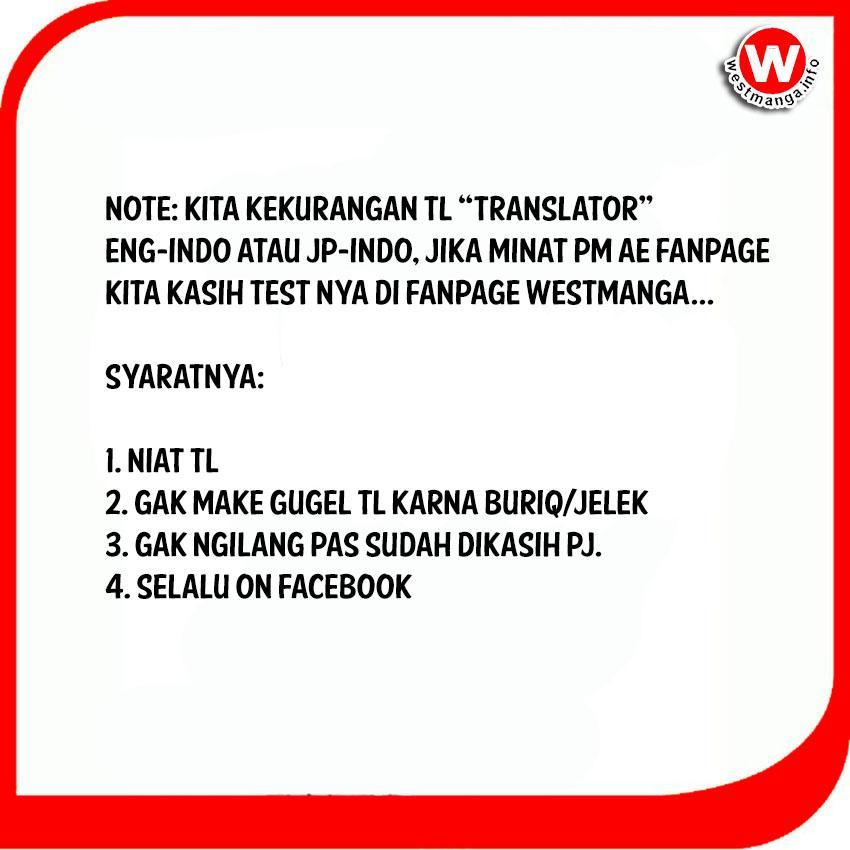 W
westmanga.info
NOTE: KITA KEKURANGAN TL “TRANSLATOR”
ENG-INDO ATAU JP-INDO, JIKA MINAT PM AE FANPAGE
KITA KASIH TEST NYA DI FANPAGE WESTMANGA...
SYARATNYA:
1. NIAT TL
2. GAK MAKE GUGEL TL KARNA BURIQ/JELEK
3. GAK NGILANG PAS SUDAH DIKASIH PJ.
4. SELALU ON FACEBOOK